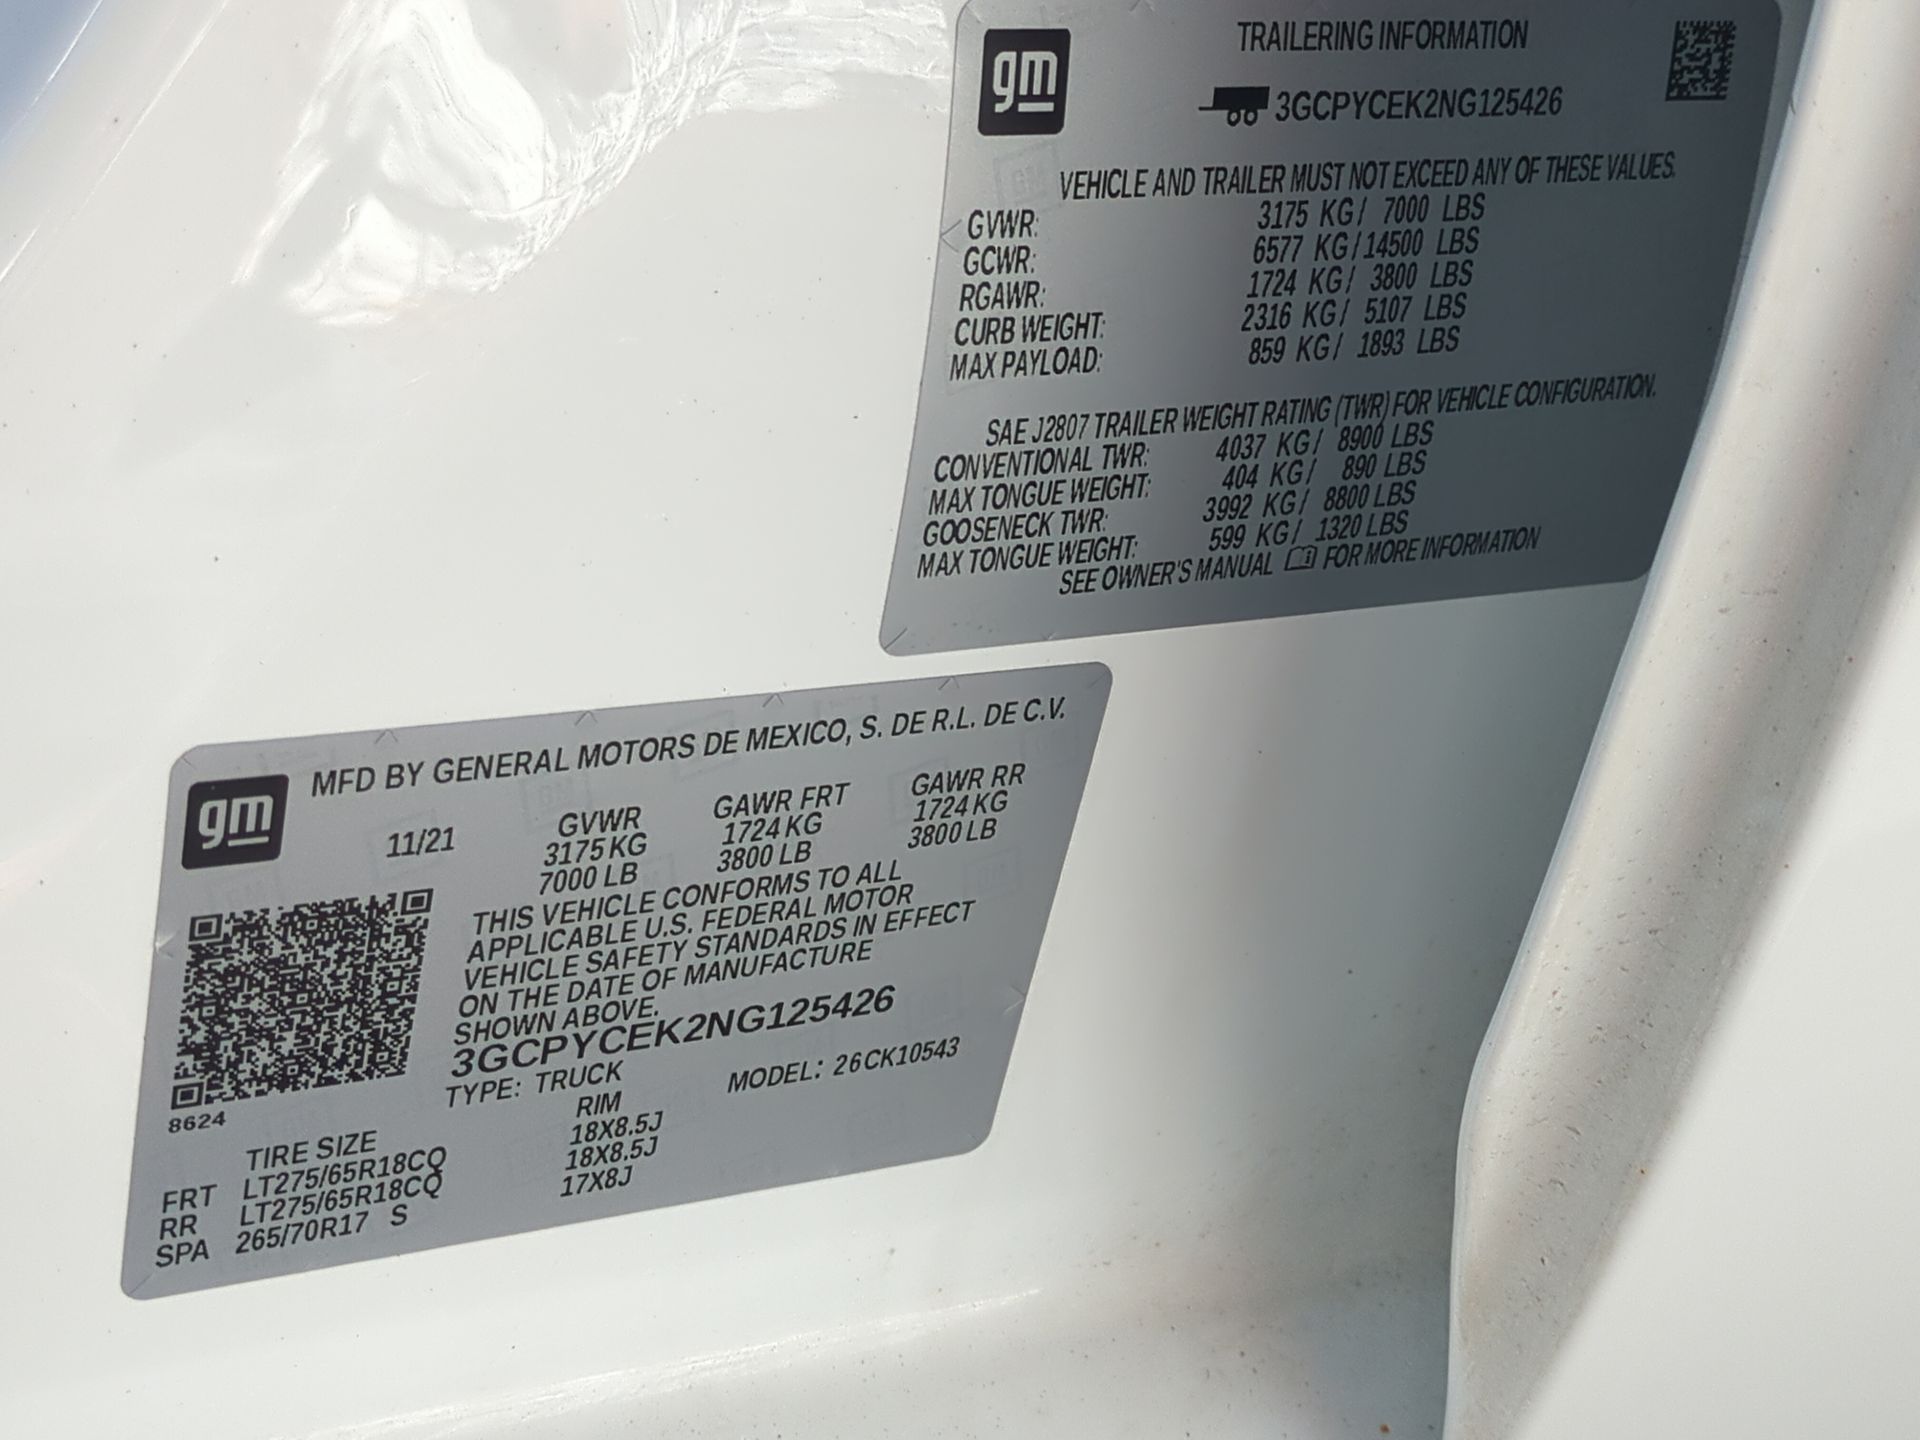 gm
TRAILERING INFORMATION
3GCPYCEK2NG125426
VEHICLE AND TRAILER MUST NOT EXCEED ANY OF THESE VALUES.
GVWR: 3175 KG/ 7000 LBS
GCWR: 6577 KG/14500 LBS
RGAWR: 1724 KG/ 3800 LBS
CURB WEIGHT: 2316 KG/ 5107 LBS
MAX PAYLOAD: 859 KG/ 1893 LBS
SAE J2807 TRAILER WEIGHT RATING (TWR) FOR VEHICLE CONFIGURATION.
CONVENTIONAL TWR: 4037 KG/ 8900 LBS
MAX TONGUE WEIGHT: 404 KG/ 890 LBS
GOOSENECK TWR: 3992 KG/ 8800 LBS
MAX TONGUE WEIGHT: 599 KG/ 1320 LBS
SEE OWNER'S MANUAL FOR MORE INFORMATION
gm
MFD BY GENERAL MOTORS DE MEXICO, S. DE R.L. DE C.V.
11/21 GVWR GAWR FRT GAWR RR
3175 KG 1724 KG 1724 KG
7000 LB 3800 LB 3800 LB
THIS VEHICLE CONFORMS TO ALL
APPLICABLE U.S. FEDERAL MOTOR
VEHICLE SAFETY STANDARDS IN EFFECT
ON THE DATE OF MANUFACTURE
SHOWN ABOVE.
3GCPYCEK2NG125426
TYPE: TRUCK MODEL: 26CK10543
8624
TIRE SIZE RIM
FRT LT275/65R18CQ 18X8.5J
RR LT275/65R18CQ 18X8.5J
SPA 265/70R17 S 17X8J